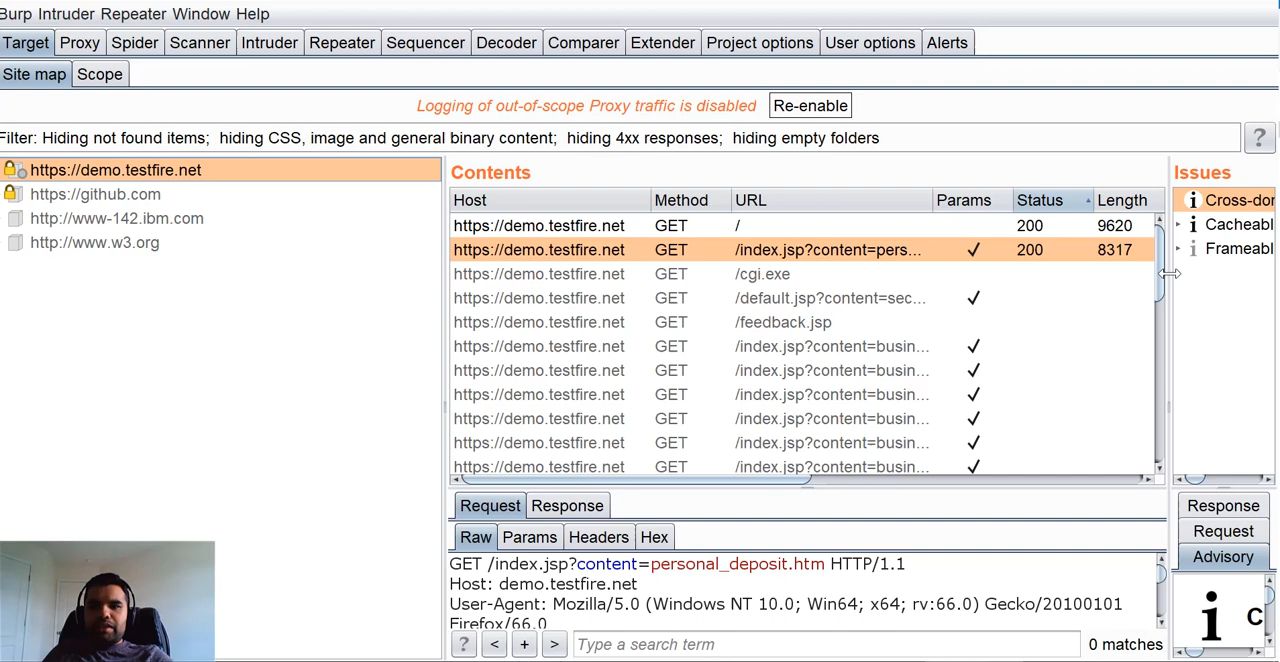 Burp Intruder Repeater Window Help
Target Proxy Spider Scanner Intruder Repeater Sequencer Decoder Comparer Extender Project options User options Alerts
Site map Scope
Logging of out-of-scope Proxy traffic is disabled Re-enable
Filter: Hiding not found items; hiding CSS, image and general binary content; hiding 4xx responses; hiding empty folders ?
https://demo.testfire.net
https://github.com
http://www-142.ibm.com
http://www.w3.org
Contents
Host Method URL Params Status Length
https://demo.testfire.net GET / 200 9620
https://demo.testfire.net GET /index.jsp?content=pers... ✓ 200 8317
https://demo.testfire.net GET /cgi.exe
https://demo.testfire.net GET /default.jsp?content=sec... ✓
https://demo.testfire.net GET /feedback.jsp
https://demo.testfire.net GET /index.jsp?content=busin... ✓
https://demo.testfire.net GET /index.jsp?content=busin... ✓
https://demo.testfire.net GET /index.jsp?content=busin... ✓
https://demo.testfire.net GET /index.jsp?content=busin... ✓
https://demo.testfire.net GET /index.jsp?content=busin... ✓
https://demo.testfire.net GET /index.jsp?content=busin... ✓
Issues
Cross-dor
Cacheabl
Frameabl
Request Response
Raw Params Headers Hex
GET /index.jsp?content=personal_deposit.htm HTTP/1.1
Host: demo.testfire.net
User-Agent: Mozilla/5.0 (Windows NT 10.0; Win64; x64; rv:66.0) Gecko/20100101
Firefox/66.0
? < + > Type a search term 0 matches
Response
Request
Advisory
i C